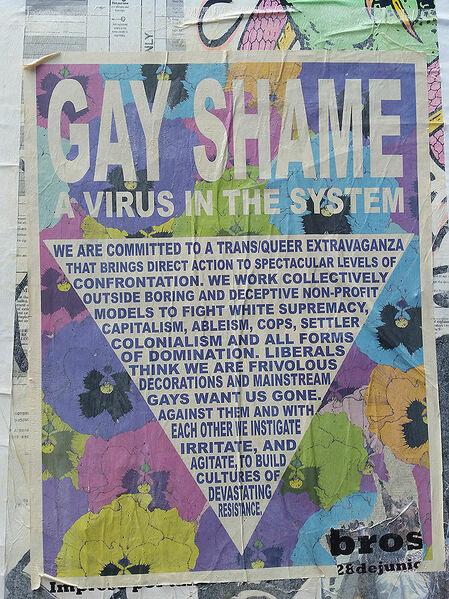 GAY SHAME
A VIRUS IN THE SYSTEM
WE ARE COMMITTED TO A TRANS/QUEER EXTRAVAGANZA
THAT BRINGS DIRECT ACTION TO SPECTACULAR LEVELS OF
CONFRONTATION. WE WORK COLLECTIVELY
OUTSIDE BORING AND DECEPTIVE NON-PROFIT
MODELS TO FIGHT WHITE SUPREMACY,
CAPITALISM, ABLEISM, COPS, SETTLER
COLONIALISM AND ALL FORMS
OF DOMINATION. LIBERALS
THINK WE ARE FRIVOLOUS
DECORATIONS AND MAINSTREAM
GAYS WANT US GONE.
AGAINST THEM AND WITH
EACH OTHER WE INSTIGATE
IRRITATE, AND
AGITATE, TO BUILD
CULTURES OF
DEVASTATING
RESISTANCE.
bros
28dejunio